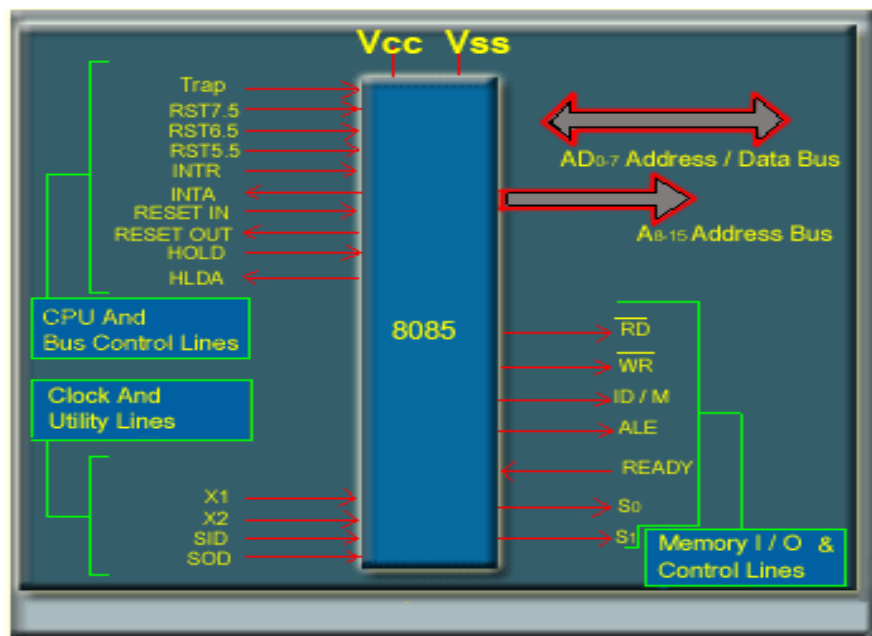 Vcc Vss
Trap
RST7.5
RST6.5
RST5.5
INTR
INTA
RESET IN
RESET OUT
HOLD
HLDA
CPU And
Bus Control Lines
Clock And
Utility Lines
X1
X2
SID
SOD
8085
AD0-7 Address / Data Bus
A8-15 Address Bus
R̅D̅
W̅R̅
ID / M
ALE
READY
S0
S1
Memory I / O &
Control Lines